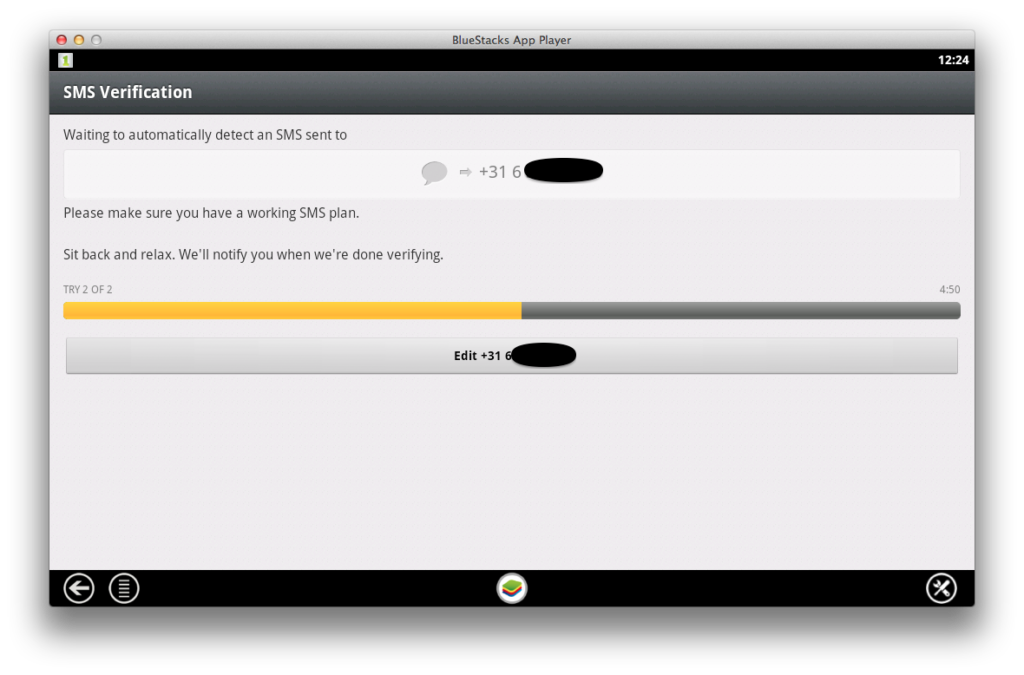 BlueStacks App Player
1
12:24
SMS Verification
Waiting to automatically detect an SMS sent to
+31 6
Please make sure you have a working SMS plan.
Sit back and relax. We'll notify you when we're done verifying.
TRY 2 OF 2 4:50
Edit +31 6